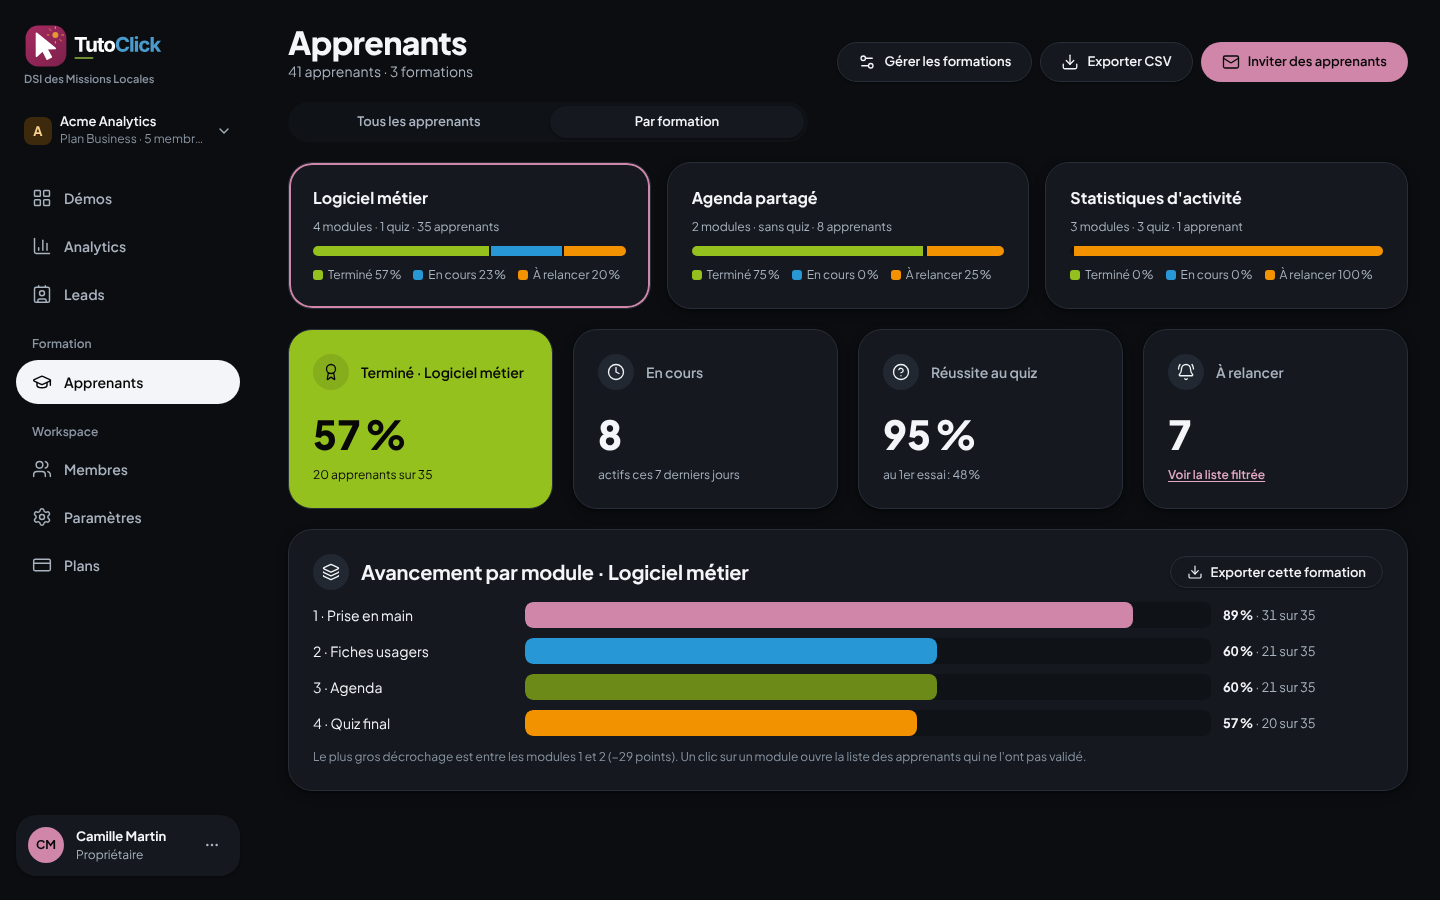 TutoClick
DSI des Missions Locales
A
Acme Analytics
Plan Business · 5 membr...
Démos
Analytics
Leads
Formation
Apprenants
Workspace
Membres
Paramètres
Plans
CM
Camille Martin
Propriétaire
Apprenants
41 apprenants · 3 formations
Gérer les formations
Exporter CSV
Inviter des apprenants
Tous les apprenants
Par formation
Logiciel métier
4 modules · 1 quiz · 35 apprenants
Terminé 57 % En cours 23 % À relancer 20 %
Agenda partagé
2 modules · sans quiz · 8 apprenants
Terminé 75 % En cours 0 % À relancer 25 %
Statistiques d'activité
3 modules · 3 quiz · 1 apprenant
Terminé 0 % En cours 0 % À relancer 100 %
Terminé · Logiciel métier
57 %
20 apprenants sur 35
En cours
8
actifs ces 7 derniers jours
Réussite au quiz
95 %
au 1er essai : 48 %
À relancer
7
Voir la liste filtrée
Avancement par module · Logiciel métier
Exporter cette formation
1 · Prise en main
89 % · 31 sur 35
2 · Fiches usagers
60 % · 21 sur 35
3 · Agenda
60 % · 21 sur 35
4 · Quiz final
57 % · 20 sur 35
Le plus gros décrochage est entre les modules 1 et 2 (−29 points). Un clic sur un module ouvre la liste des apprenants qui ne l'ont pas validé.